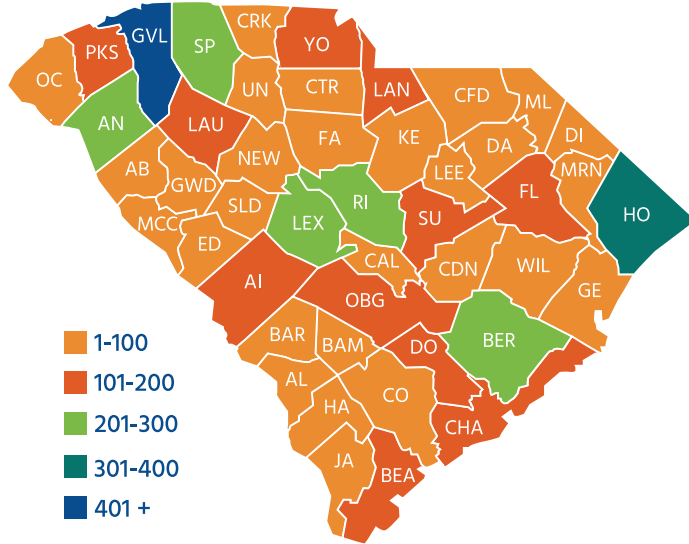 CRK
GVL
YO
PKS
SP
OC
UN
CTR
LAN
CFD
ML
AN
LAU
FA
KE
DA
DI
NEW
LEE
MRN
AB
GWD
SLD
RI
FL
MCC
LEX
SU
HO
ED
CAL
CDN
WIL
AI
OBG
GE
BAR
BAM
DO
BER
AL
CO
HA
CHA
JA
BEA
1-100
101-200
201-300
301-400
401 +